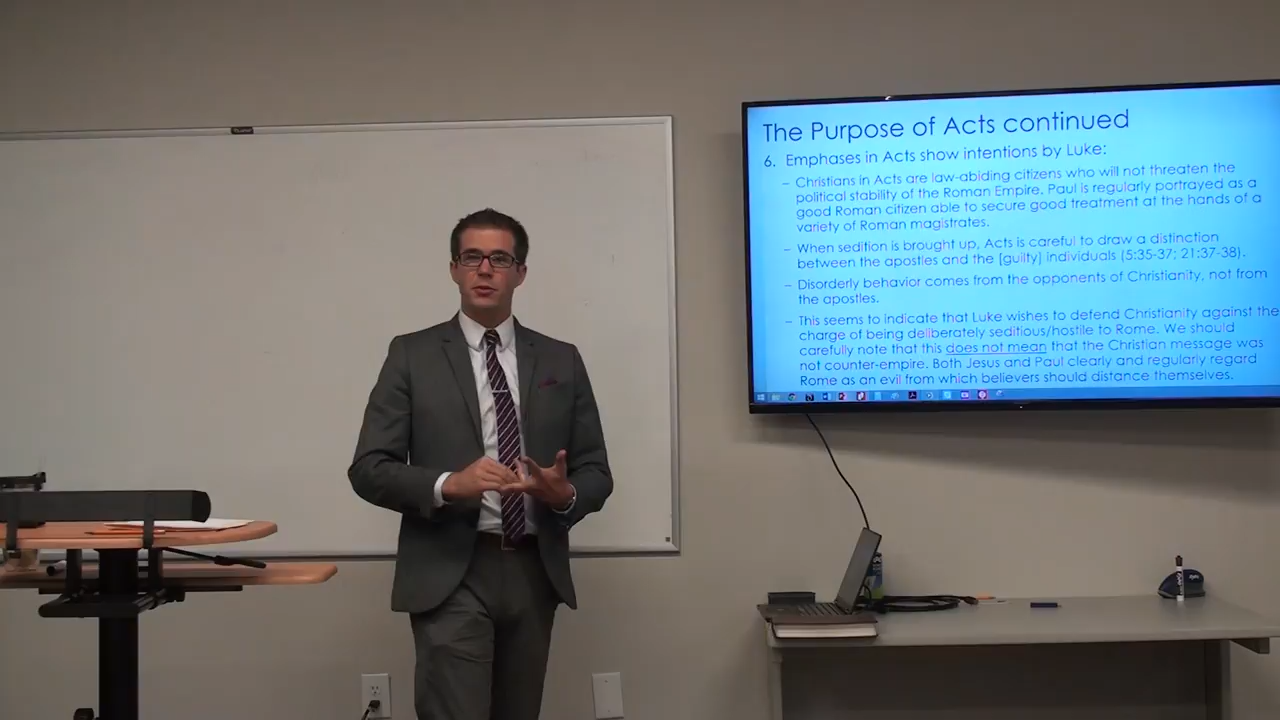 The Purpose of Acts continued
6. Emphases in Acts show intentions by Luke:
– Christians in Acts are law-abiding citizens who will not threaten the
political stability of the Roman Empire. Paul is regularly portrayed as a
good Roman citizen able to secure good treatment at the hands of a
variety of Roman magistrates.
– When sedition is brought up, Acts is careful to draw a distinction
between the apostles and the [guilty] individuals (5:35-37; 21:37-38).
– Disorderly behavior comes from the opponents of Christianity, not from
the apostles.
– This seems to indicate that Luke wishes to defend Christianity against the
charge of being deliberately seditious/hostile to Rome. We should
carefully note that this does not mean that the Christian message was
not counter-empire. Both Jesus and Paul clearly and regularly regard
Rome as an evil from which believers should distance themselves.